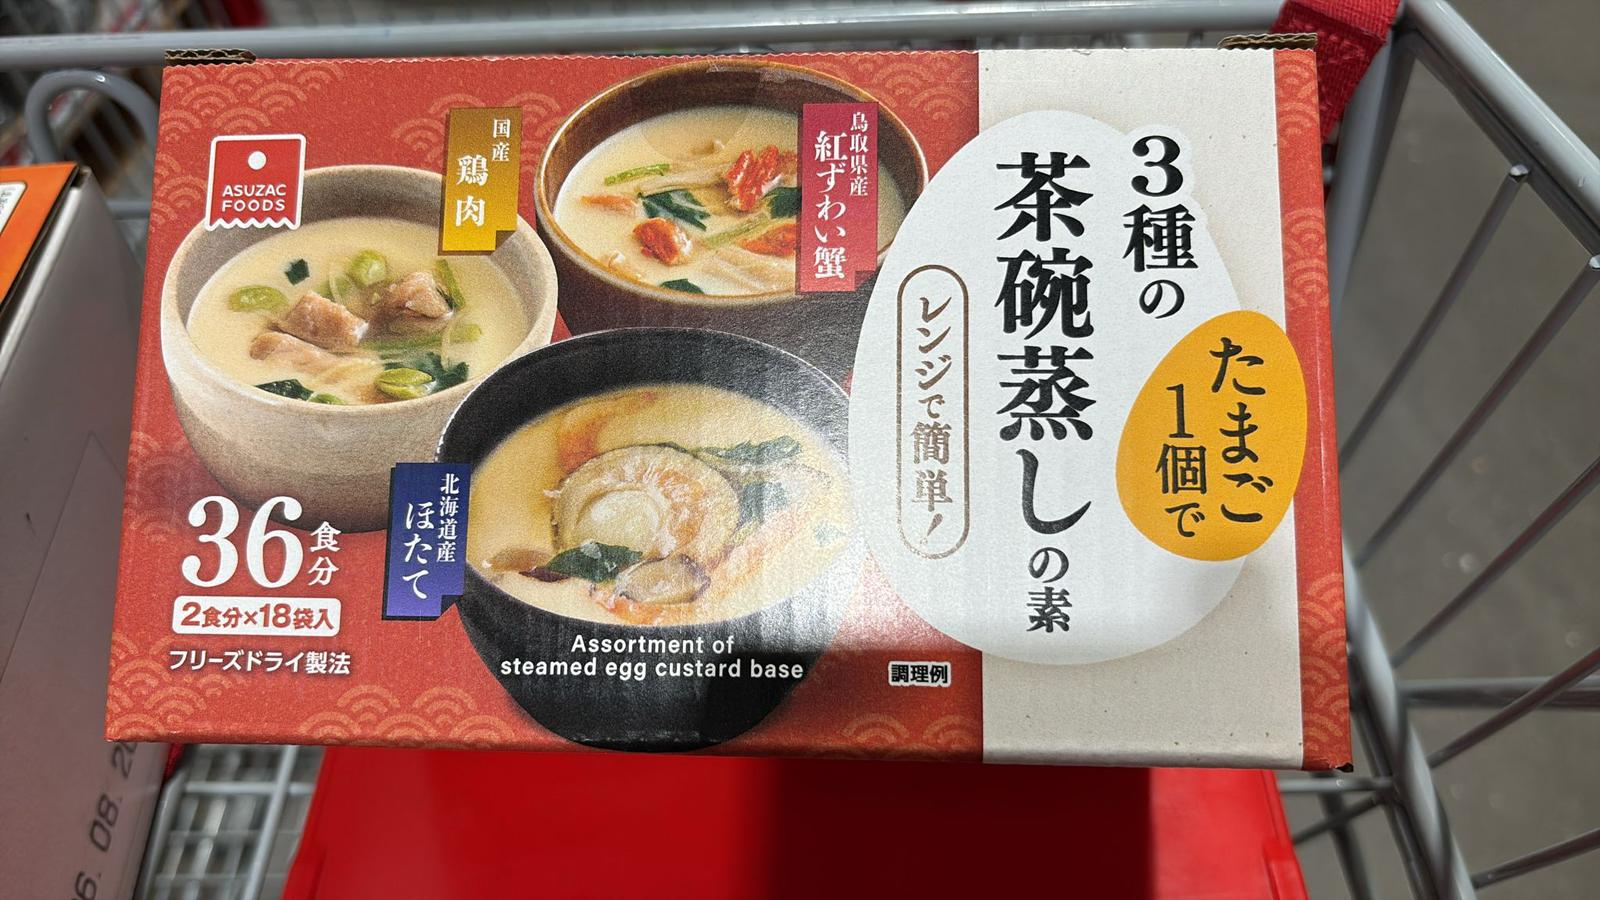 ASUZAC
FOODS
国産
鶏肉
鳥取県産
紅ずわい蟹
北海道産
ほたて
3種の
茶碗蒸しの素
たまご
1個で
レンジで簡単!
36食分
2食分×18袋入
フリーズドライ製法
Assortment of
steamed egg custard base
調理例